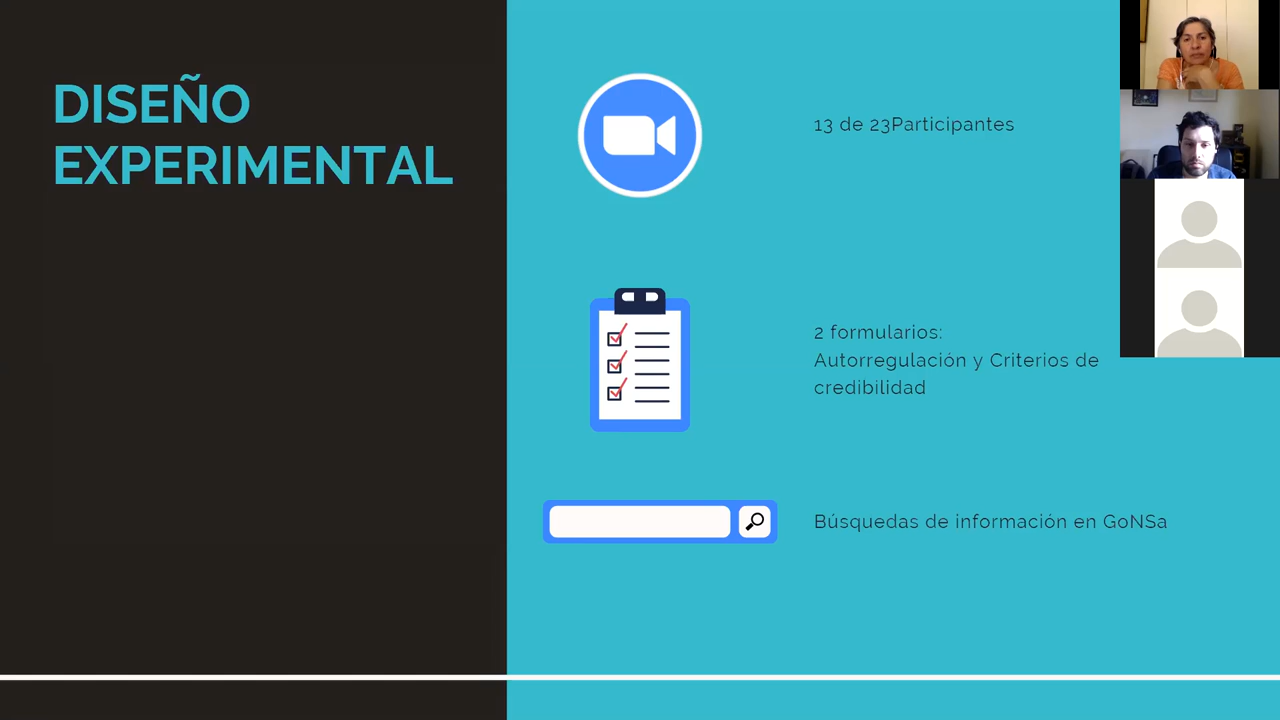 DISEÑO
EXPERIMENTAL
13 de 23Participantes
2 formularios:
Autorregulación y Criterios de
credibilidad
Búsquedas de información en GoNSa